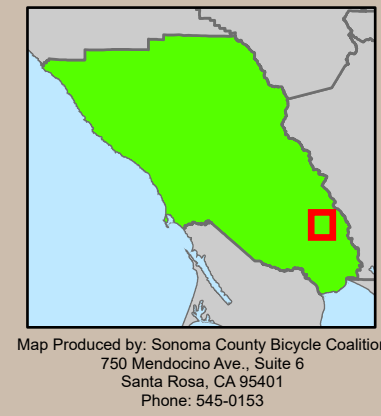 Map Produced by: Sonoma County Bicycle Coalition
750 Mendocino Ave., Suite 6
Santa Rosa, CA 95401
Phone: 545-0153